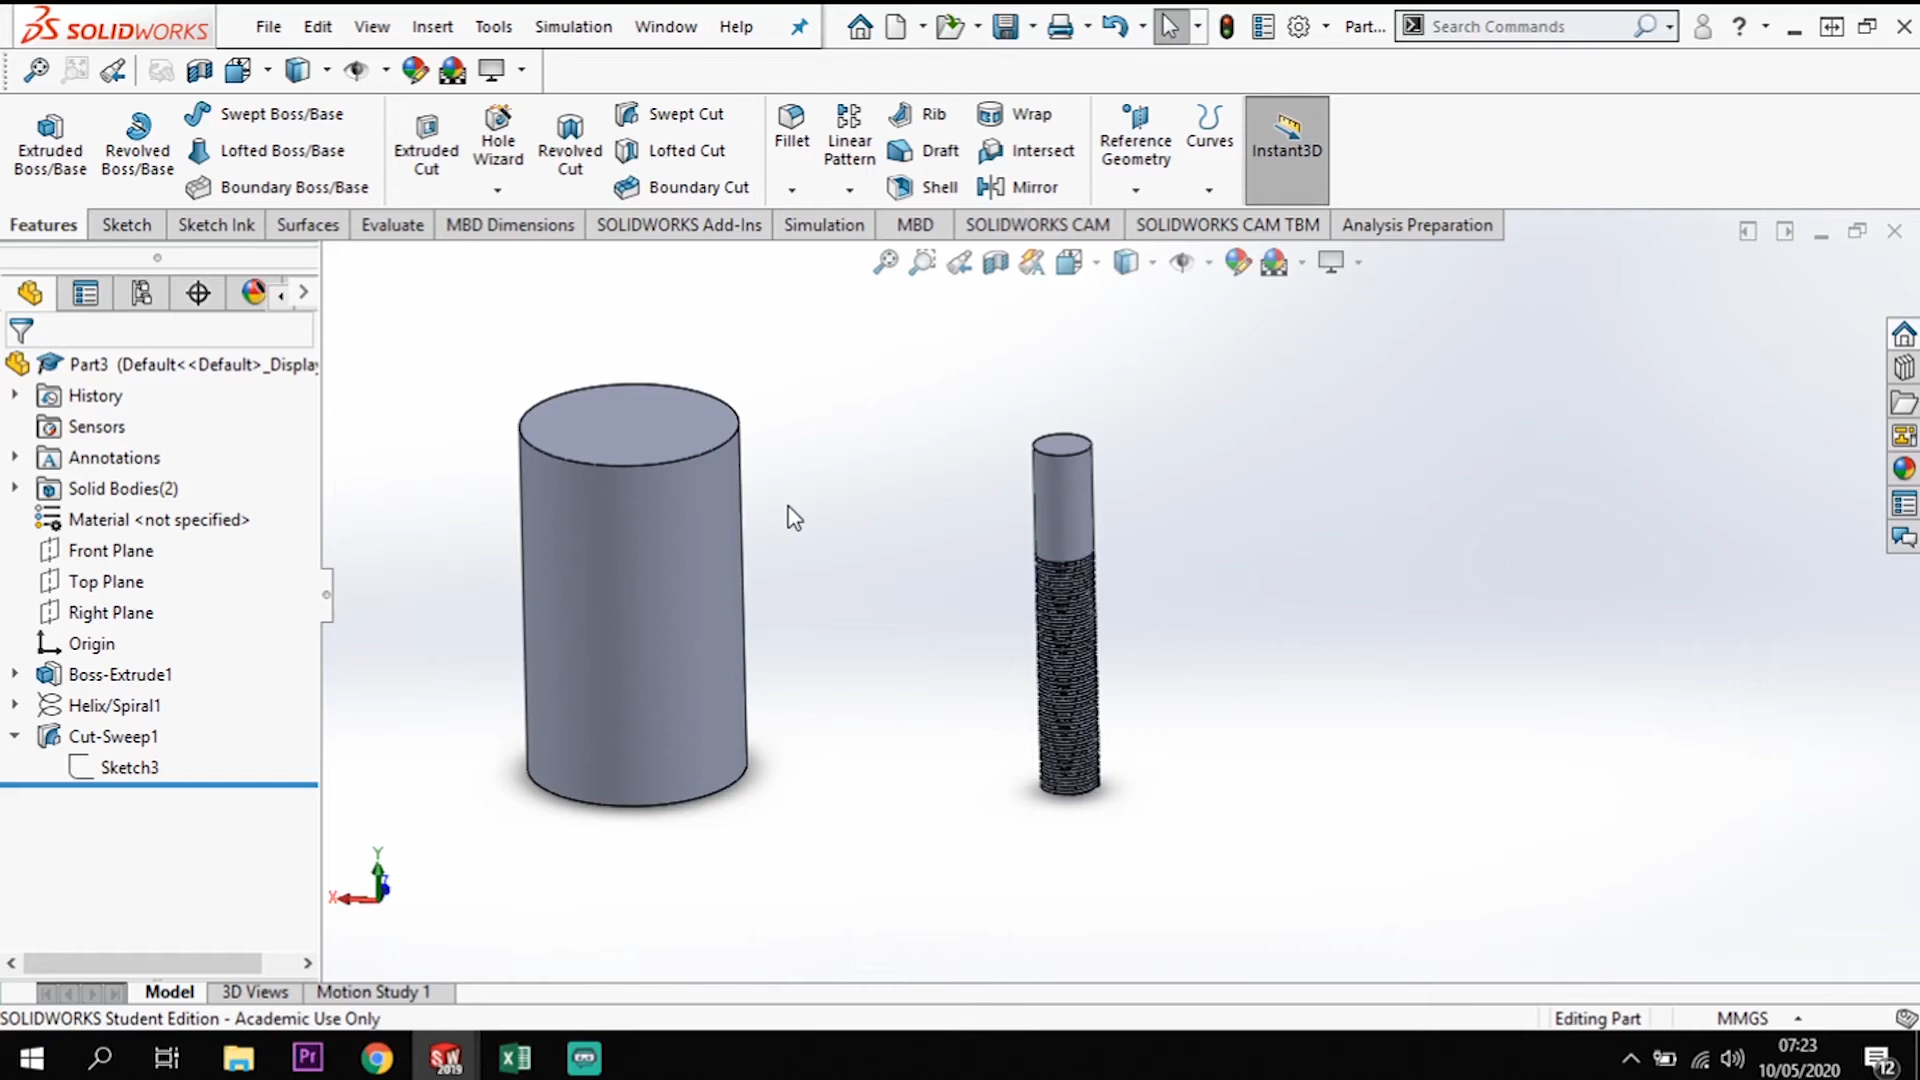 SOLIDWORKS File Edit View Insert Tools Simulation Window Help Part... Search Commands
Extruded Boss/Base
Revolved Boss/Base
Swept Boss/Base
Lofted Boss/Base
Boundary Boss/Base
Extruded Cut
Hole Wizard
Revolved Cut
Swept Cut
Lofted Cut
Boundary Cut
Fillet
Linear Pattern
Rib
Draft
Shell
Wrap
Intersect
Mirror
Reference Geometry
Curves
Instant3D
Features Sketch Sketch Ink Surfaces Evaluate MBD Dimensions SOLIDWORKS Add-Ins Simulation MBD SOLIDWORKS CAM SOLIDWORKS CAM TBM Analysis Preparation
Part3 (Default<<Default>_Displa
History
Sensors
Annotations
Solid Bodies(2)
Material <not specified>
Front Plane
Top Plane
Right Plane
Origin
Boss-Extrude1
Helix/Spiral1
Cut-Sweep1
Sketch3
Y
X
Model 3D Views Motion Study 1
SOLIDWORKS Student Edition - Academic Use Only Editing Part MMGS
Pr SW 2019
07:23
10/05/2020
12